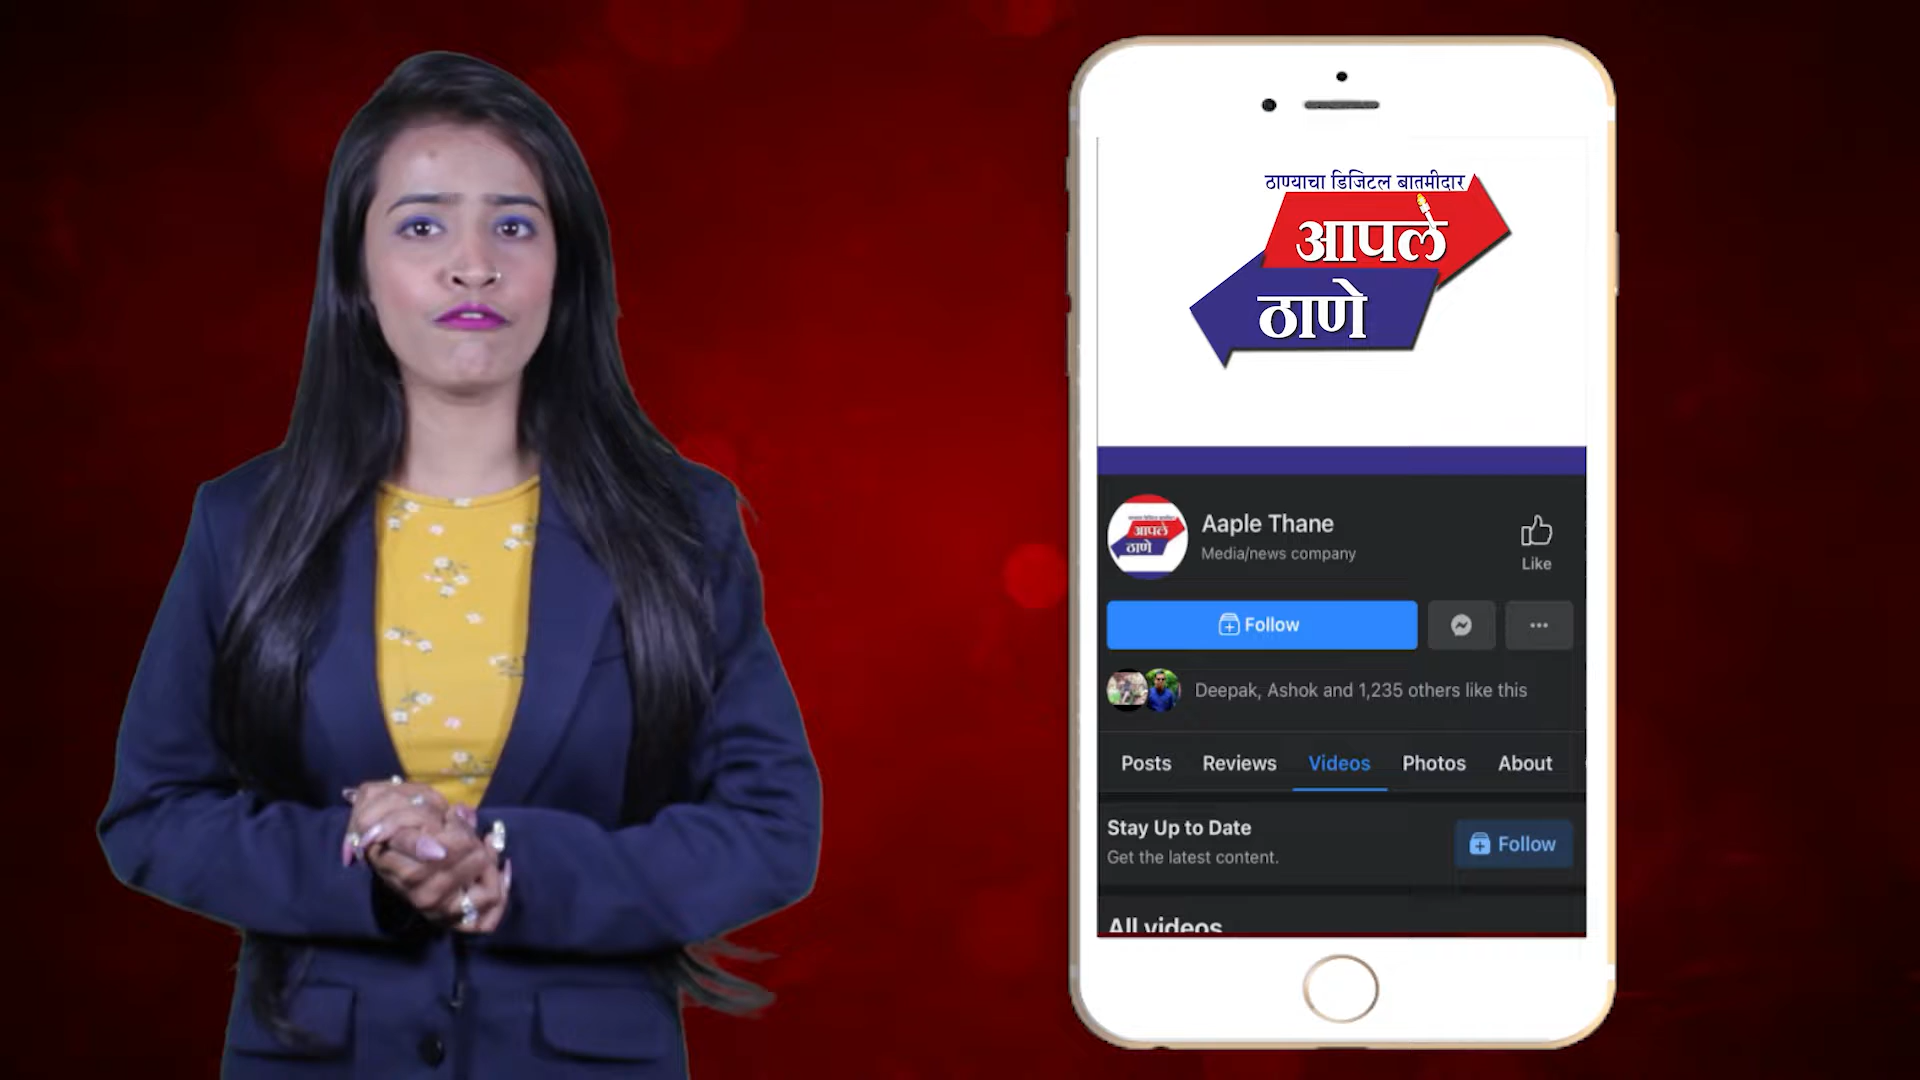 ठाण्याचा डिजिटल बातमीदार
आपले
ठाणे
आपले
ठाणे
Aaple Thane
Media/news company
Like
Follow
Deepak, Ashok and 1,235 others like this
Posts Reviews Videos Photos About
Stay Up to Date
Get the latest content.
Follow
All videos